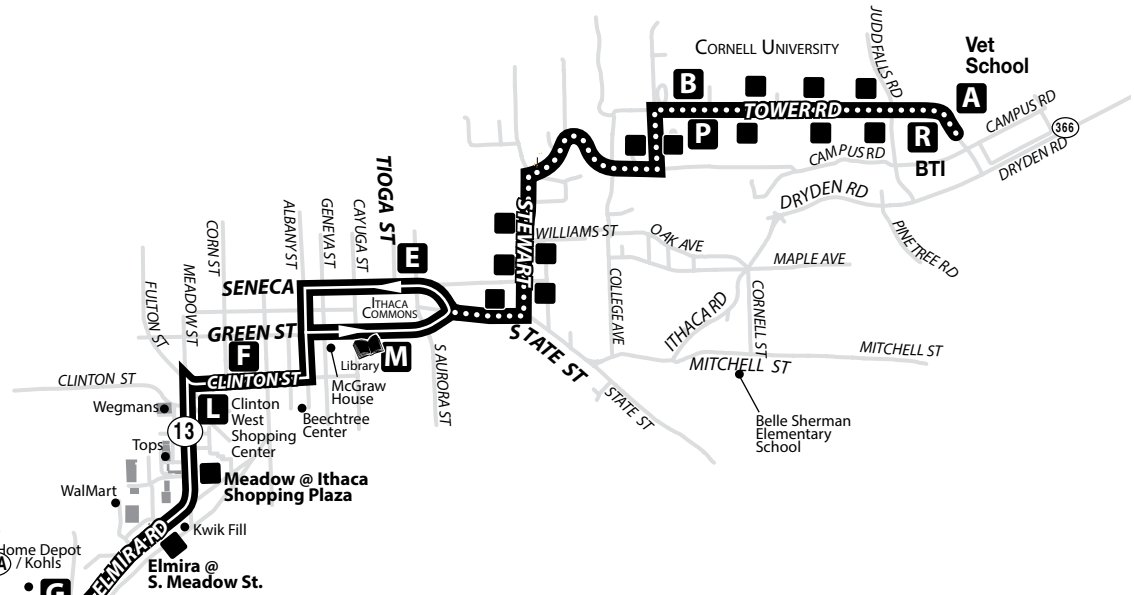 CORNELL UNIVERSITY
JUDD FALLS RD
Vet
School
B
A
TOWER RD
CAMPUS RD
366
P
R
BTI
CAMPUS RD
DRYDEN RD
DRYDEN RD
TIOGA ST
ALBANY ST
GENEVA ST
CAYUGA ST
CORN ST
STEWART
WILLIAMS ST
OAK AVE
PINE TREE RD
MAPLE AVE
E
MEADOW ST
FULTON ST
SENECA
ITHACA
COMMONS
COLLEGE AVE
ITHACA RD
CORNELL ST
GREEN ST
STATE ST
MITCHELL ST
MITCHELL ST
F
Library
M
S AURORA ST
CLINTON ST
CLINTON ST
McGraw
House
STATE ST
Wegmans
L
Clinton
West
Shopping
Center
Beechtree
Center
Belle Sherman
Elementary
School
13
Tops
Meadow @ Ithaca
Shopping Plaza
WalMart
Kwik Fill
ELMIRA RD
Home Depot
A / Kohls
G
Elmira @
S. Meadow St.